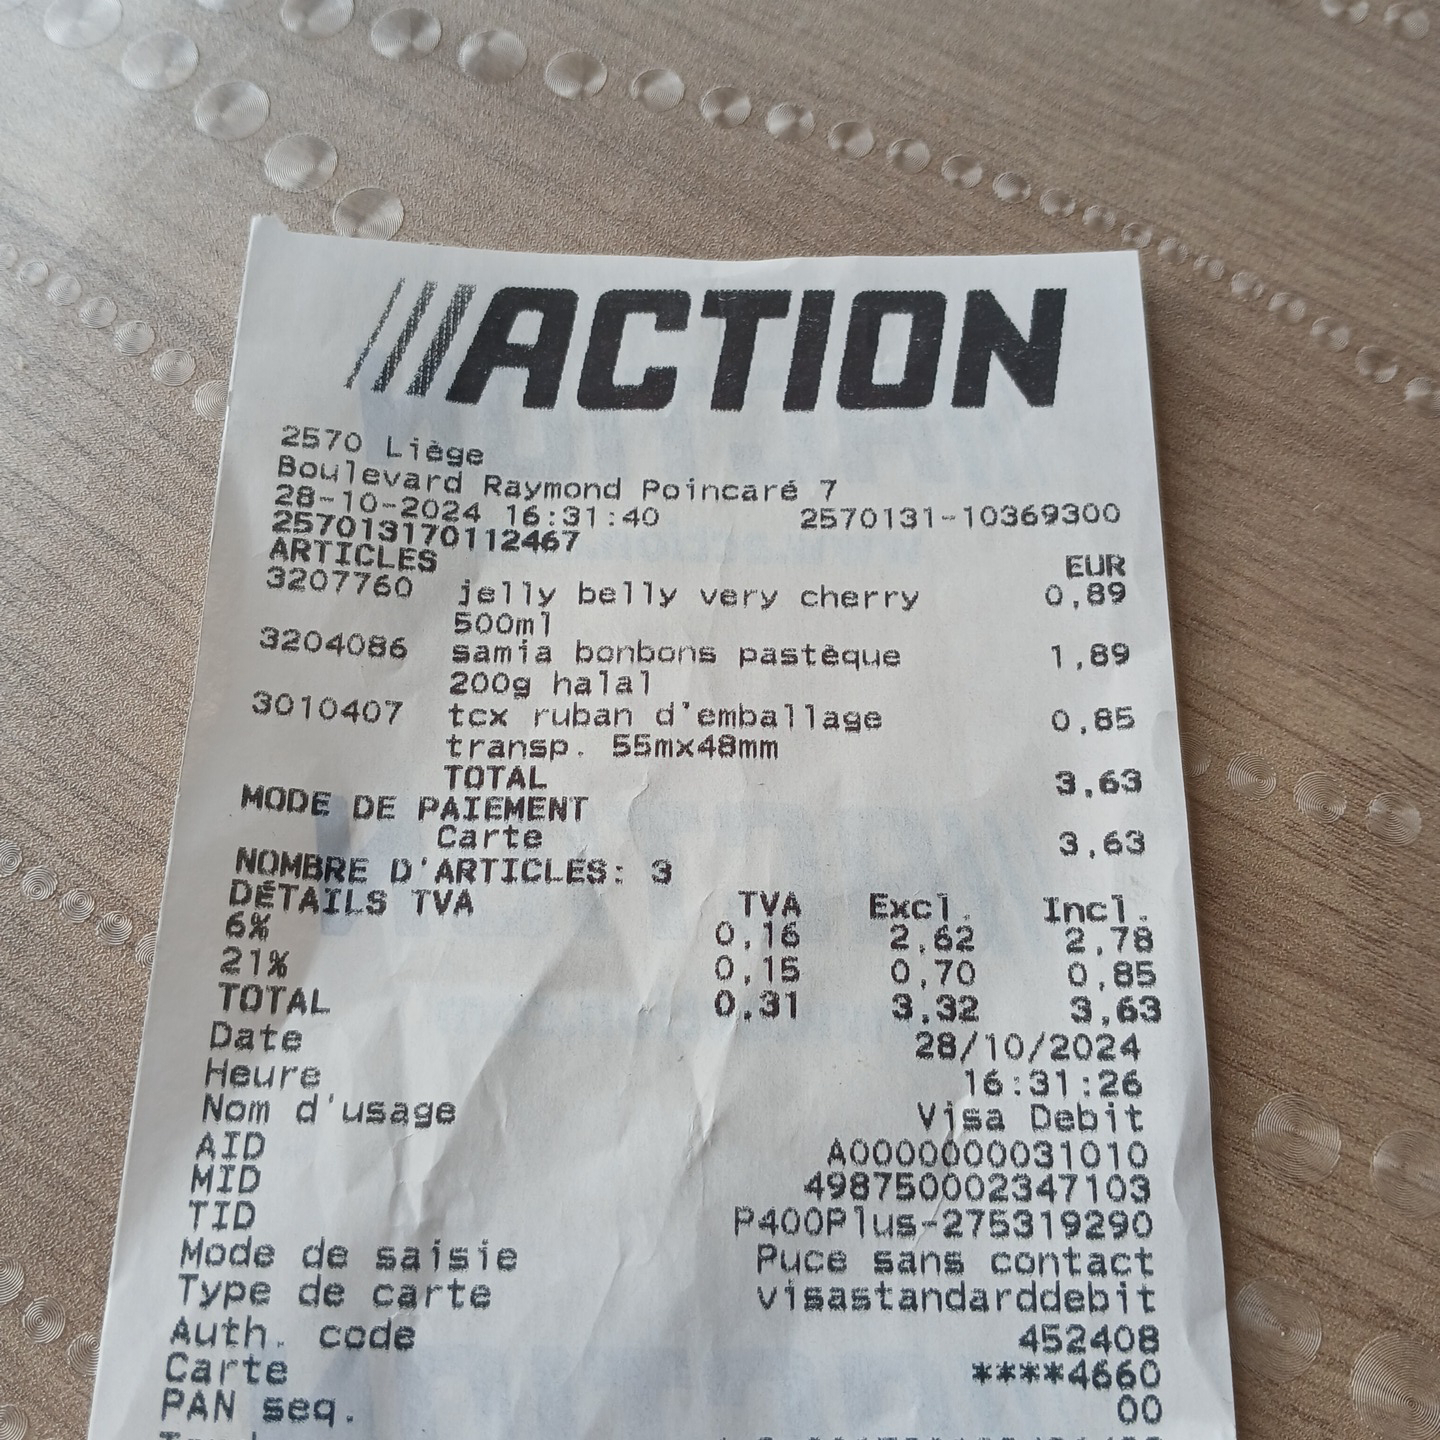 ///ACTION
2570 Liège
Boulevard Raymond Poincaré 7
28-10-2024 16:31:40 2570131-10369300
257013170112467
ARTICLES EUR
3207760 jelly belly very cherry 0,89
500ml
3204086 samia bonbons pastèque 1,89
200g halal
3010407 tcx ruban d'emballage 0,85
transp. 55mx48mm
TOTAL 3,63
MODE DE PAIEMENT
Carte 3,63
NOMBRE D'ARTICLES: 3
DÉTAILS TVA TVA Excl. Incl.
6% 0,16 2,62 2,78
21% 0,15 0,70 0,85
TOTAL 0,31 3,32 3,63
Date 28/10/2024
Heure 16:31:26
Nom d'usage Visa Debit
AID A0000000031010
MID 498750002347103
TID P400Plus-275319290
Mode de saisie Puce sans contact
Type de carte visastandarddebit
Auth. code 452408
Carte ****4660
PAN seq. 00